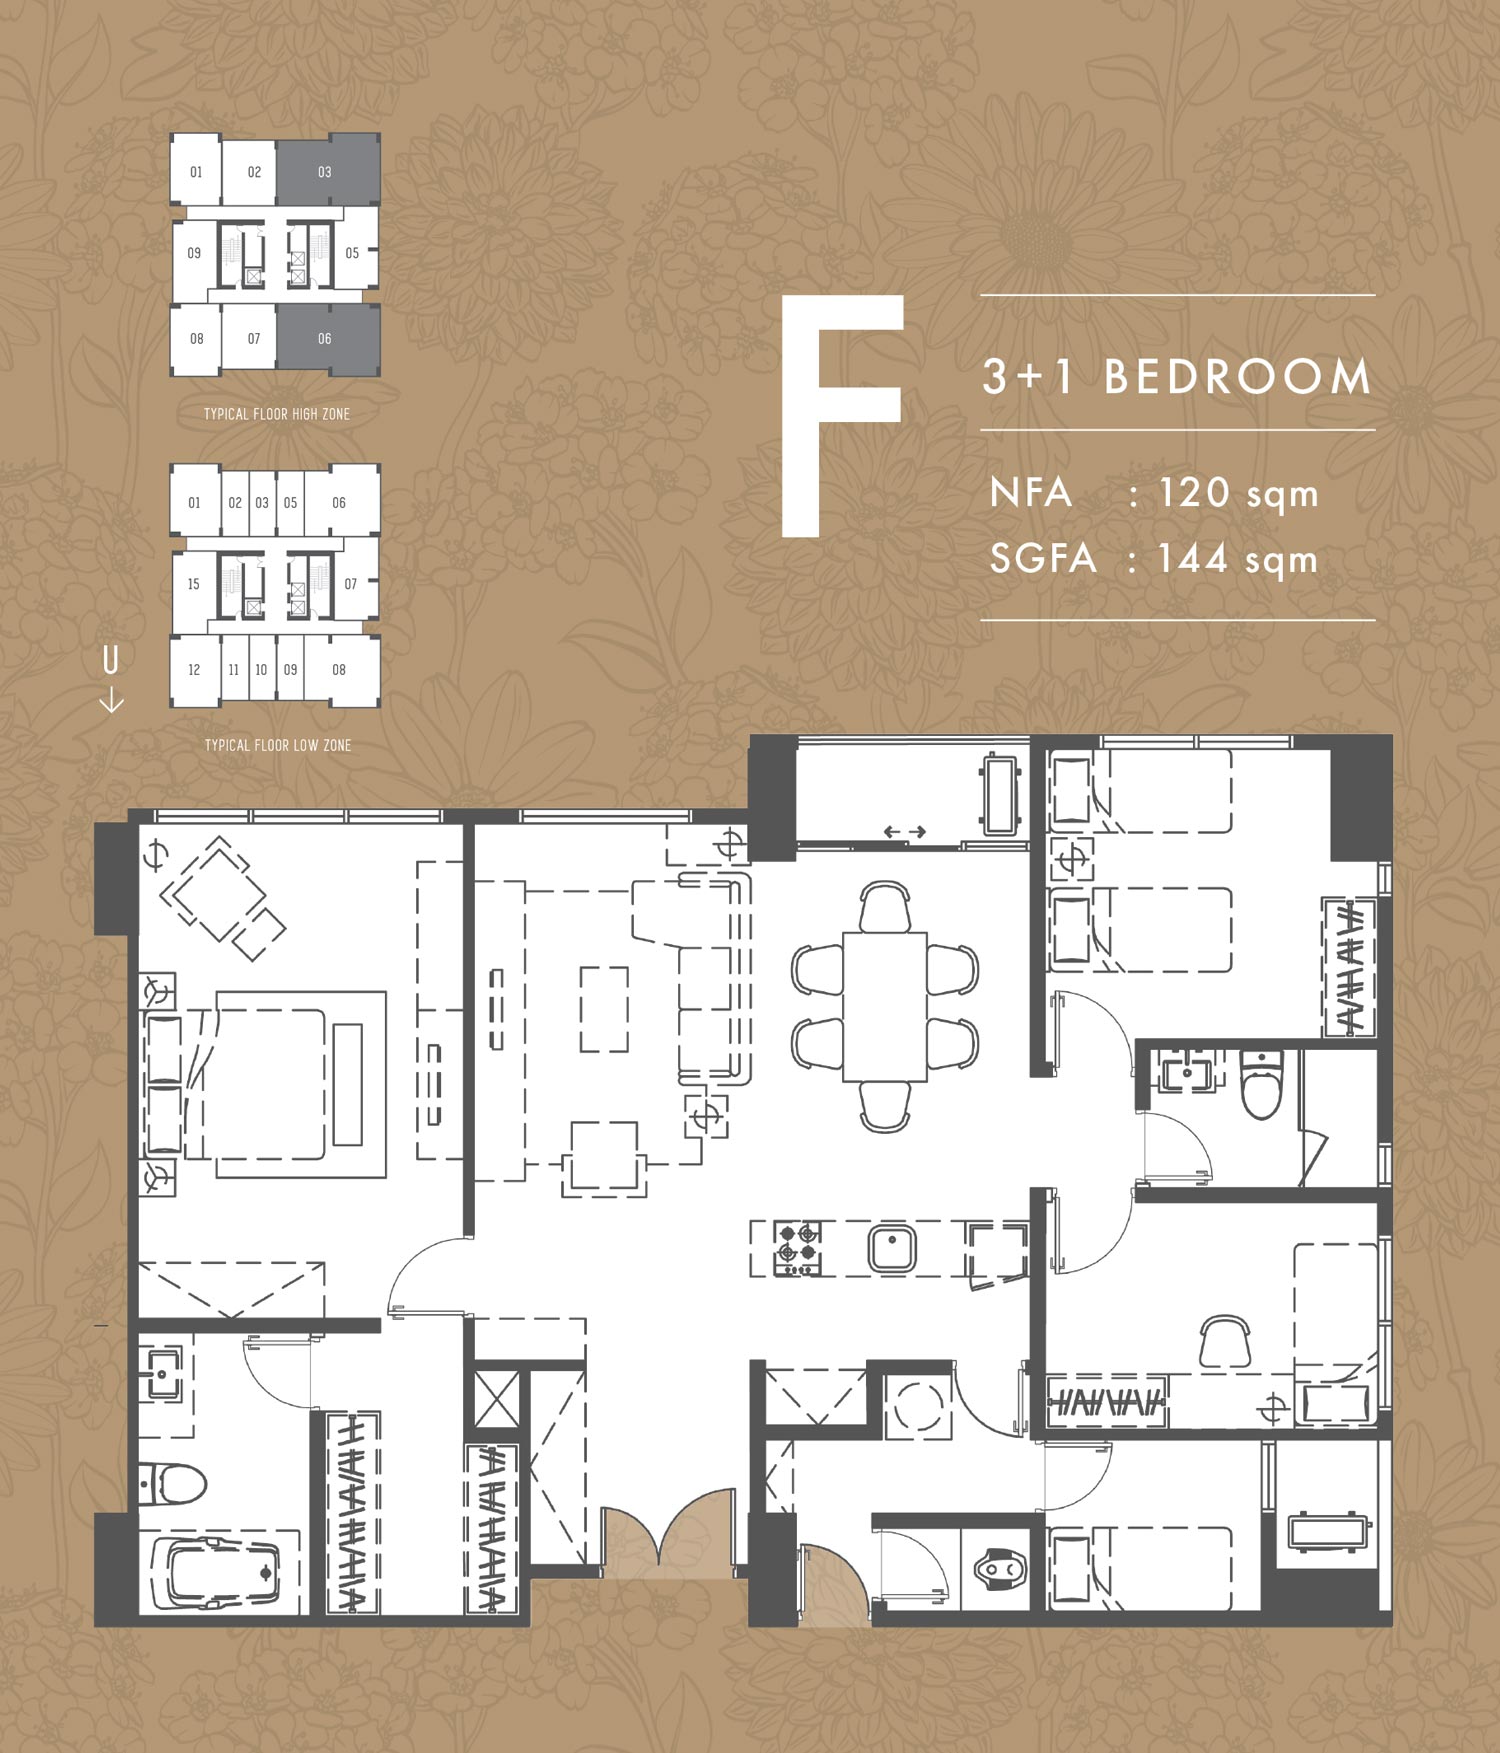 01 02 03
09 05
08 07 06
TYPICAL FLOOR HIGH ZONE
01 02 03 05 06
15 07
12 11 10 09 08
TYPICAL FLOOR LOW ZONE
U
F
3+1 BEDROOM
NFA : 120 sqm
SGFA : 144 sqm